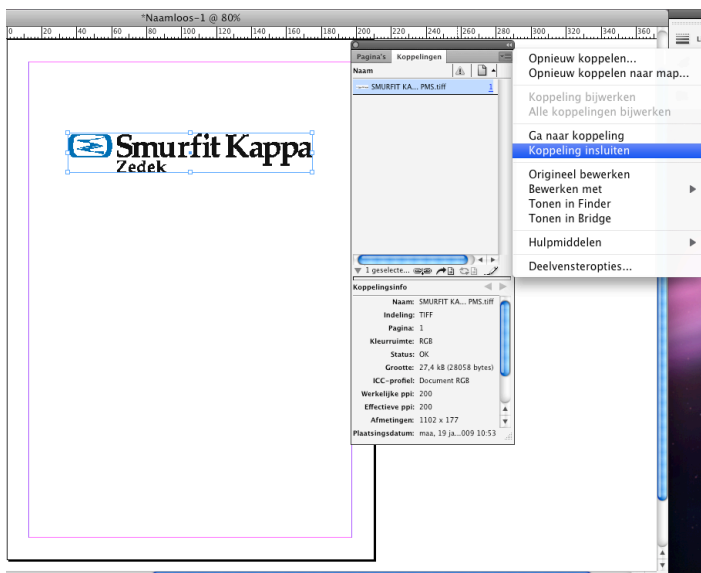 *Naamloos-1 @ 80%
0 20 40 60 80 100 120 140 160 180 200 220 240 260 280 300 320 340 360
Smurfit Kappa
Zedek
Pagina's Koppelingen
Naam
SMURFIT KA... PMS.tiff 1
1 geselecte...
Koppelingsinfo
Naam: SMURFIT KA... PMS.tiff
Indeling: TIFF
Pagina: 1
Kleurruimte: RGB
Status: OK
Grootte: 27,4 kB (28058 bytes)
ICC-profiel: Document RGB
Werkelijke ppi: 200
Effectieve ppi: 200
Afmetingen: 1102 x 177
Plaatsingsdatum: maa, 19 ja...009 10:53
Opnieuw koppelen...
Opnieuw koppelen naar map...
Koppeling bijwerken
Alle koppelingen bijwerken
Ga naar koppeling
Koppeling insluiten
Origineel bewerken
Bewerken met
Tonen in Finder
Tonen in Bridge
Hulpmiddelen
Deelvensteropties...